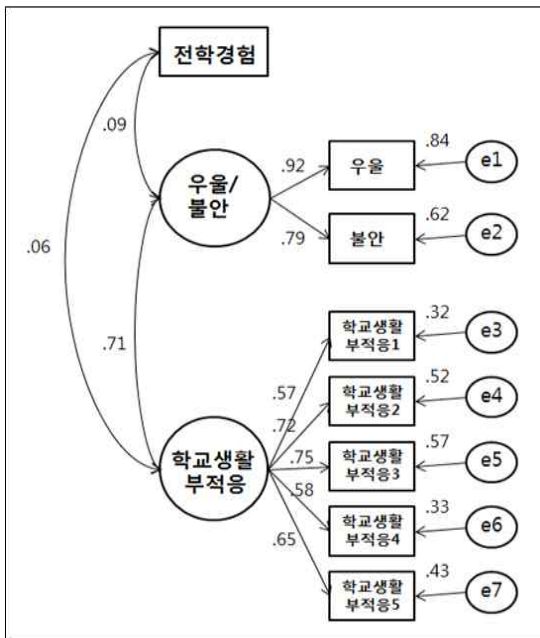 전학경험
.09
.84
e1
우울
.92
우울/
불안
.62
e2
불안
.79
.06
.71
.32
e3
학교생활
부적응1
.57
.52
e4
학교생활
부적응2
.72
.57
e5
학교생활
부적응3
.75
학교생활
부적응
.58
.33
e6
학교생활
부적응4
.65
.43
e7
학교생활
부적응5